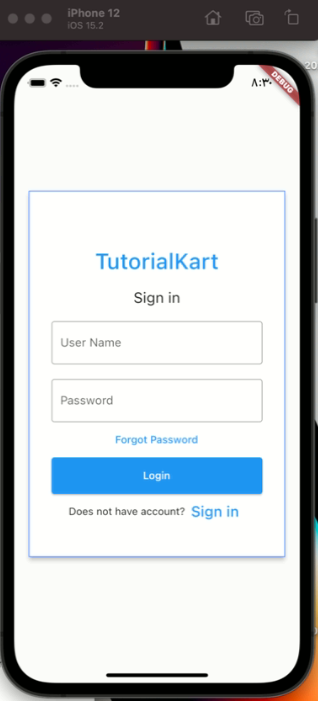 iPhone 12
iOS 15.2
20
۸:۳۰
DEBUG
TutorialKart
Sign in
User Name
Password
Forgot Password
Login
Does not have account? Sign in